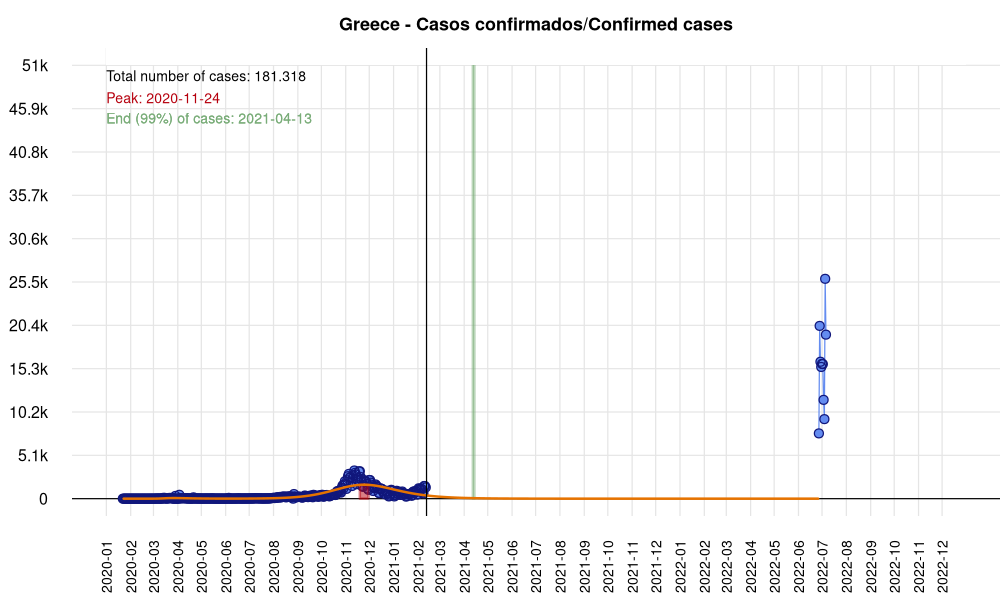 Greece - Casos confirmados/Confirmed cases
Total number of cases: 181.318
Peak: 2020-11-24
End (99%) of cases: 2021-04-13
51k
45.9k
40.8k
35.7k
30.6k
25.5k
20.4k
15.3k
10.2k
5.1k
0
2020-01
2020-02
2020-03
2020-04
2020-05
2020-06
2020-07
2020-08
2020-09
2020-10
2020-11
2020-12
2021-01
2021-02
2021-03
2021-04
2021-05
2021-06
2021-07
2021-08
2021-09
2021-10
2021-11
2021-12
2022-01
2022-02
2022-03
2022-04
2022-05
2022-06
2022-07
2022-08
2022-09
2022-10
2022-11
2022-12